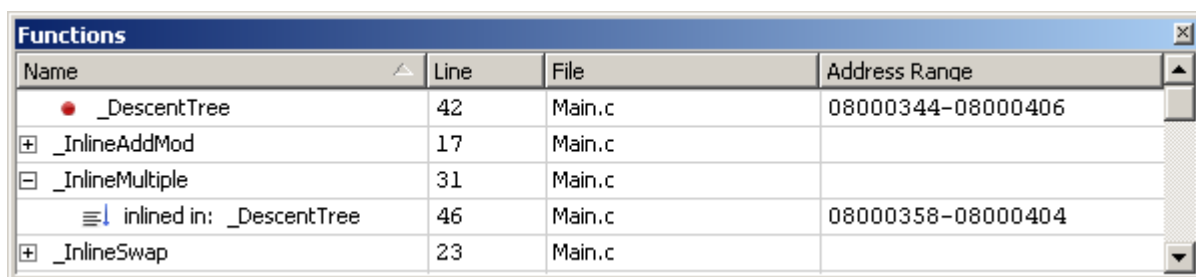 Functions
Name Line File Address Range
_DescentTree 42 Main.c 08000344-08000406
_InlineAddMod 17 Main.c
_InlineMultiple 31 Main.c
inlined in: _DescentTree 46 Main.c 08000358-08000404
_InlineSwap 23 Main.c